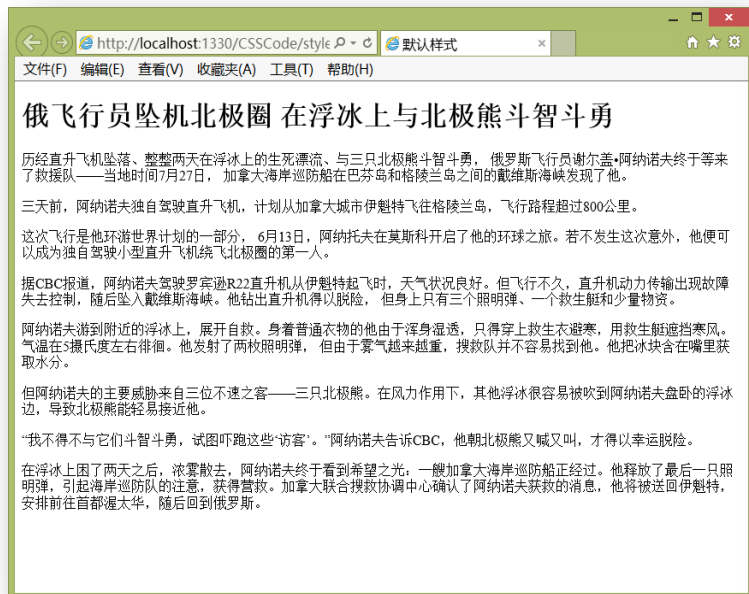 http://localhost:1330/CSSCode/style
默认样式
文件(F) 编辑(E) 查看(V) 收藏夹(A) 工具(T) 帮助(H)
俄飞行员坠机北极圈 在浮冰上与北极熊斗智斗勇
历经直升飞机坠落、整整两天在浮冰上的生死漂流、与三只北极熊斗智斗勇， 俄罗斯飞行员谢尔盖•阿纳诺夫终于等来
了救援队——当地时间7月27日， 加拿大海岸巡防船在巴芬岛和格陵兰岛之间的戴维斯海峡发现了他。
三天前，阿纳诺夫独自驾驶直升飞机，计划从加拿大城市伊魁特飞往格陵兰岛，飞行路程超过800公里。
这次飞行是他环游世界计划的一部分， 6月13日，阿纳托夫在莫斯科开启了他的环球之旅。若不发生这次意外，他便可
以成为独自驾驶小型直升飞机绕飞北极圈的第一人。
据CBC报道，阿纳诺夫驾驶罗宾逊R22直升机从伊魁特起飞时，天气状况良好。但飞行不久，直升机动力传输出现故障
失去控制，随后坠入戴维斯海峡。他钻出直升机得以脱险， 但身上只有三个照明弹、一个救生艇和少量物资。
阿纳诺夫游到附近的浮冰上，展开自救。身着普通衣物的他由于浑身湿透，只得穿上救生衣避寒，用救生艇遮挡寒风。
气温在5摄氏度左右徘徊。他发射了两枚照明弹， 但由于雾气越来越重，搜救队并不容易找到他。他把冰块含在嘴里获
取水分。
但阿纳诺夫的主要威胁来自三位不速之客——三只北极熊。在风力作用下，其他浮冰很容易被吹到阿纳诺夫盘卧的浮冰
边，导致北极熊能轻易接近他。
“我不得不与它们斗智斗勇，试图吓跑这些‘访客’。”阿纳诺夫告诉CBC，他朝北极熊又喊又叫，才得以幸运脱险。
在浮冰上困了两天之后，浓雾散去，阿纳诺夫终于看到希望之光：一艘加拿大海岸巡防船正经过。他释放了最后一只照
明弹，引起海岸巡防队的注意，获得营救。加拿大联合搜救协调中心确认了阿纳诺夫获救的消息，他将被送回伊魁特，
安排前往首都渥太华，随后回到俄罗斯。